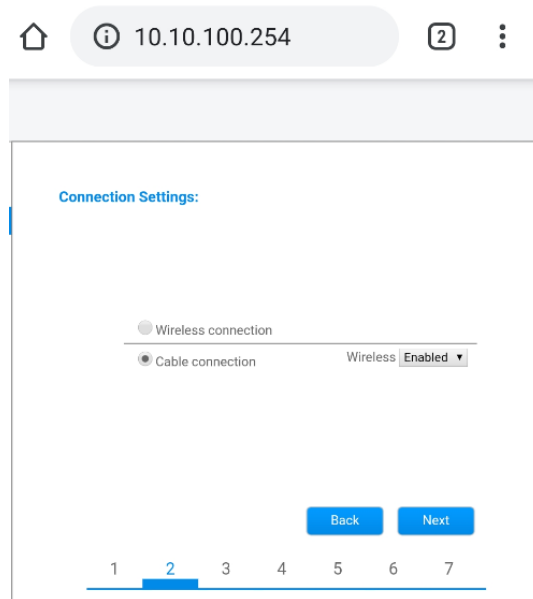 10.10.100.254 2
Connection Settings:
Wireless connection
Cable connection Wireless Enabled
Back Next
1 2 3 4 5 6 7